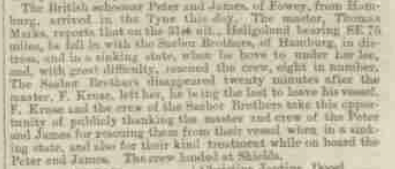 The British schooner Peter and James, of Fowey, from Ham-
burg, arrived in the Tyne this day. The master, Thomas
Marks, reports that on the 31st ult., Heligoland bearing SE 75
miles, he fell in with the Seabor Brothers, of Hamburg, in dis-
tress, and in a sinking state, when he hove to under her lee,
and, with great difficulty, rescued the crew, eight in number.
The Seabor Brothers disappeared twenty minutes after the
master, F. Kruse, left her, he being the last to leave his vessel.
F. Kruse and the crew of the Seabor Brothers take this oppor-
tunity of publicly thanking the master and crew of the Peter
and James for rescuing them from their vessel when in a sink-
ing state, and also for their kind treatment while on board the
Peter and James. The crew landed at Shields.